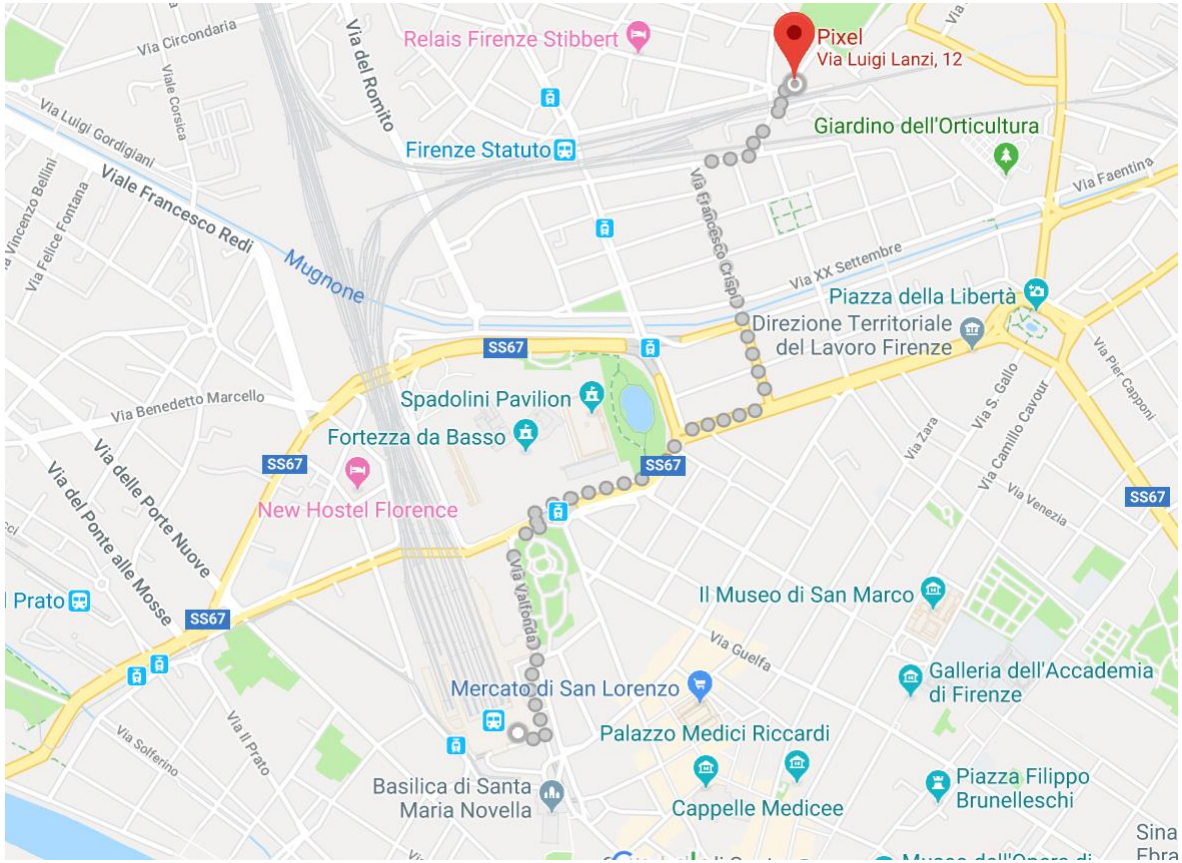 Via Circondaria
Via del Romito
Relais Firenze Stibbert
Pixel
Via Luigi Lanzi, 12
Viale Corsica
Via Luigi Gordigiani
Firenze Statuto
Giardino dell'Orticultura
Via Vincenzo Bellini
Via Felice Fontana
Viale Francesco Redi
Via Faentina
Via Francesco Crispi
Mugnone
Via XX Settembre
Piazza della Libertà
Direzione Territoriale
del Lavoro Firenze
SS67
Via Pier Capponi
Via S. Gallo
Via Camillo Cavour
Via Benedetto Marcello
Spadolini Pavilion
Fortezza da Basso
Via Zara
SS67
SS67
SS67
New Hostel Florence
Via Venezia
Via delle Porte Nuove
Via del Ponte alle Mosse
Via Valfonda
Prato
SS67
Il Museo di San Marco
Via Guelfa
Mercato di San Lorenzo
Galleria dell'Accademia
di Firenze
Via Il Prato
Via Solferino
Palazzo Medici Riccardi
Basilica di Santa
Maria Novella
Cappelle Medicee
Piazza Filippo
Brunelleschi
Sina